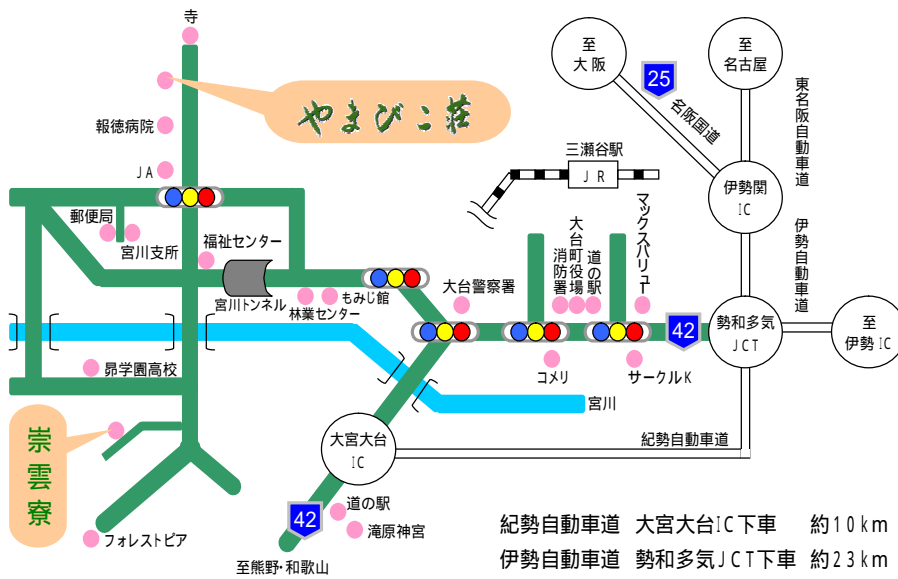 寺
やまびこ荘
報徳病院
JA
郵便局
宮川支所
福祉センター
宮川トンネル
林業センター
もみじ館
昴学園高校
崇雲寮
フォレストピア
大台警察署
消防署
大台町役場
道の駅
マックスバリュー
三瀬谷駅
JR
コメリ
サークルK
宮川
42
大宮大台
IC
42
道の駅
滝原神宮
至熊野・和歌山
至
大阪
25
名阪国道
至
名古屋
東名阪自動車道
伊勢関
IC
伊勢自動車道
勢和多気
JCT
至
伊勢IC
紀勢自動車道
紀勢自動車道 大宮大台IC下車 約10km
伊勢自動車道 勢和多気JCT下車 約23km